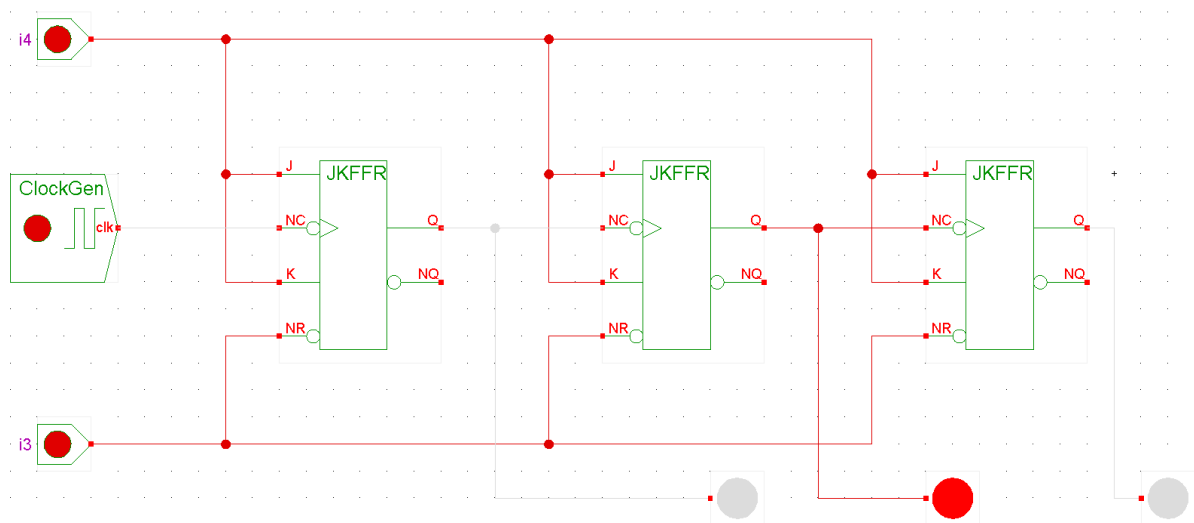 i4
ClockGen
clk
J
JKFFR
NC
Q
K
NQ
NR
J
JKFFR
NC
Q
K
NQ
NR
J
JKFFR
NC
Q
K
NQ
NR
i3